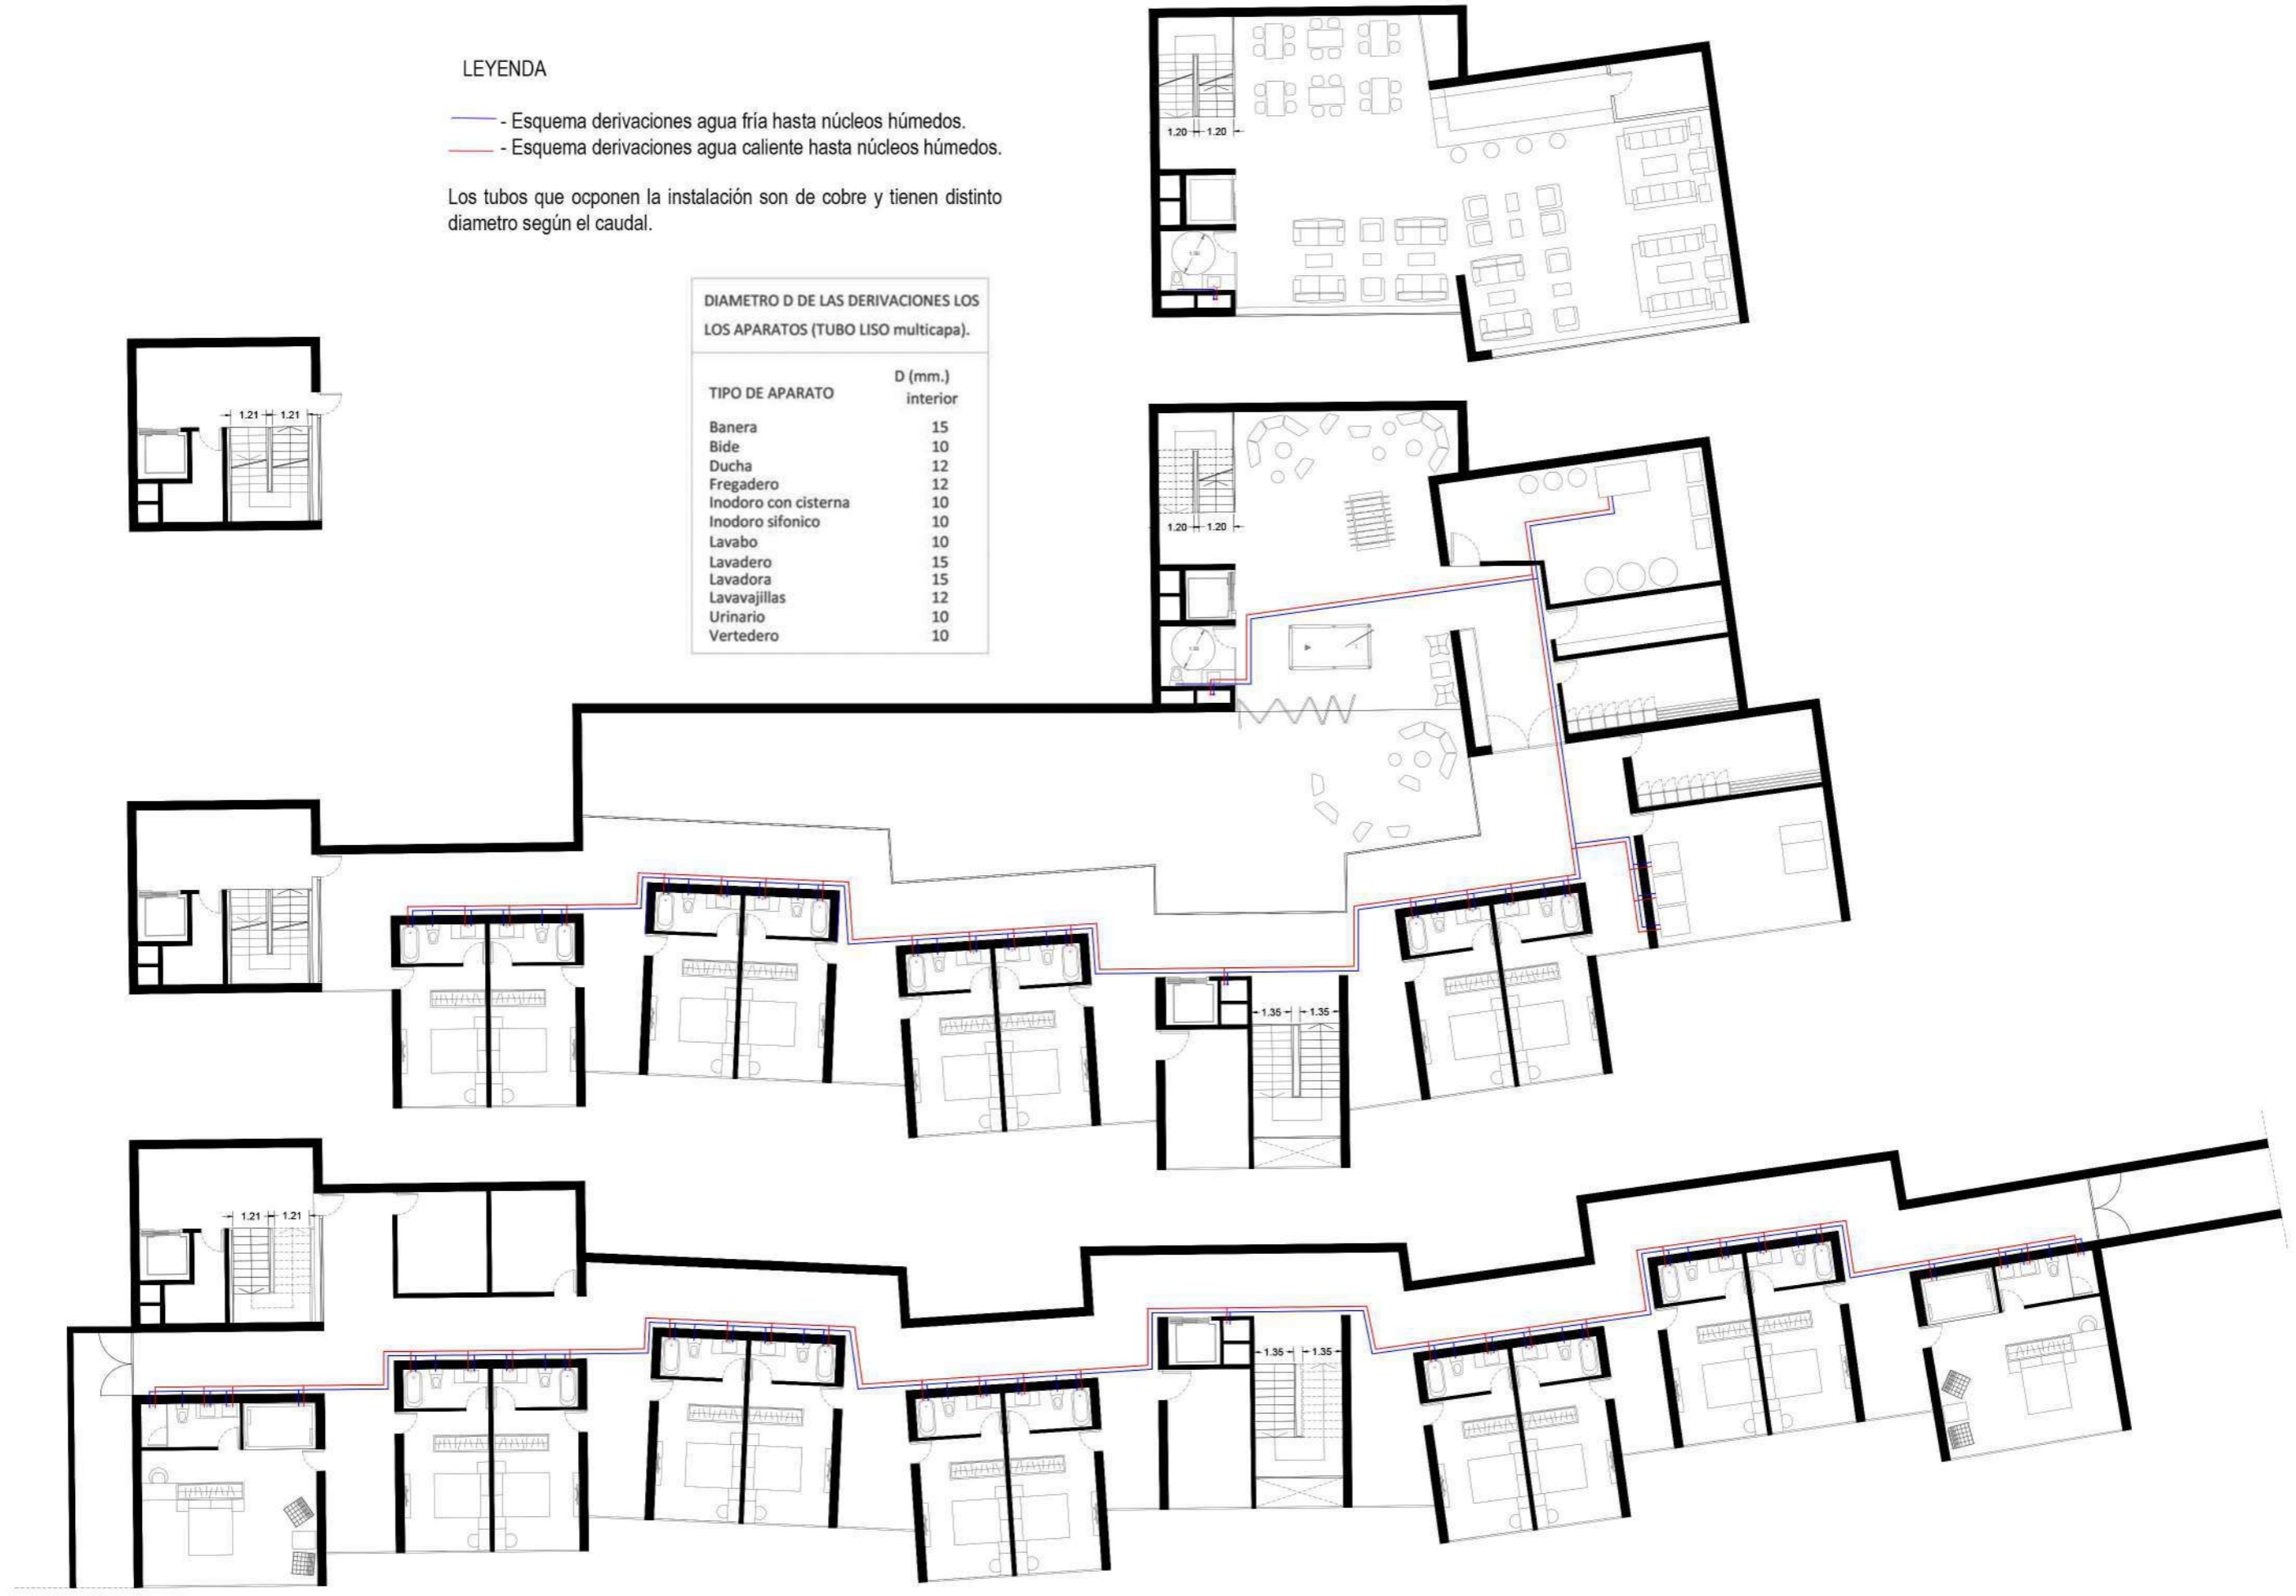 LEYENDA
- Esquema derivaciones agua fría hasta núcleos húmedos.
- Esquema derivaciones agua caliente hasta núcleos húmedos.
Los tubos que ocponen la instalación son de cobre y tienen distinto
diametro según el caudal.
DIAMETRO D DE LAS DERIVACIONES LOS
LOS APARATOS (TUBO LISO multicapa).
TIPO DE APARATO D (mm.) interior
Banera 15
Bide 10
Ducha 12
Fregadero 12
Inodoro con cisterna 10
Inodoro sifonico 10
Lavabo 10
Lavadero 15
Lavadora 15
Lavavajillas 12
Urinario 10
Vertedero 10
1.20 1.20
1.21 1.21
1.20 1.20
1.35 1.35
1.21 1.21
1.35 1.35